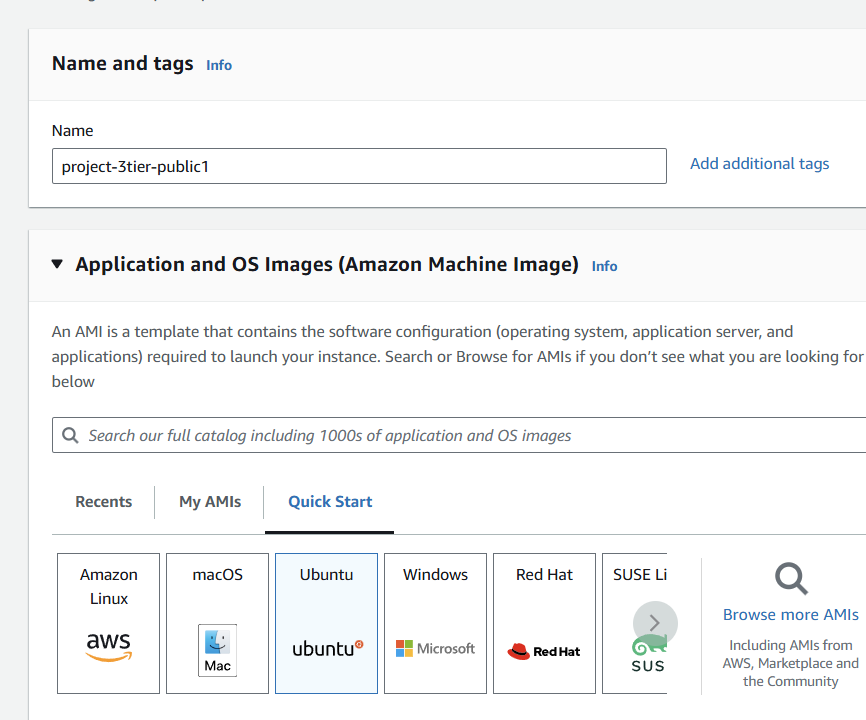 Name and tags Info
Name
project-3tier-public1
Add additional tags
Application and OS Images (Amazon Machine Image) Info
An AMI is a template that contains the software configuration (operating system, application server, and
applications) required to launch your instance. Search or Browse for AMIs if you don’t see what you are looking for
below
Search our full catalog including 1000s of application and OS images
Recents
My AMIs
Quick Start
Amazon
Linux
aws
macOS
Mac
Ubuntu
ubuntu
Windows
Microsoft
Red Hat
Red Hat
SUSE Li
SUS
Browse more AMIs
Including AMIs from
AWS, Marketplace and
the Community